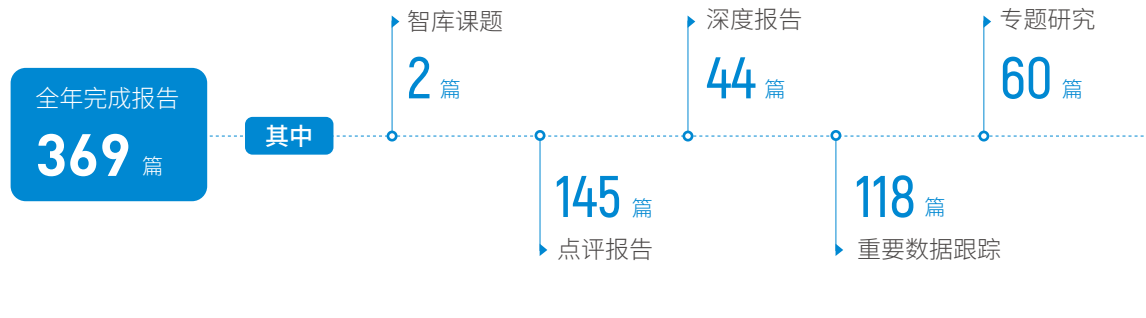 全年完成报告
369 篇
其中
智库课题
2 篇
145 篇
点评报告
深度报告
44 篇
118 篇
重要数据跟踪
专题研究
60 篇